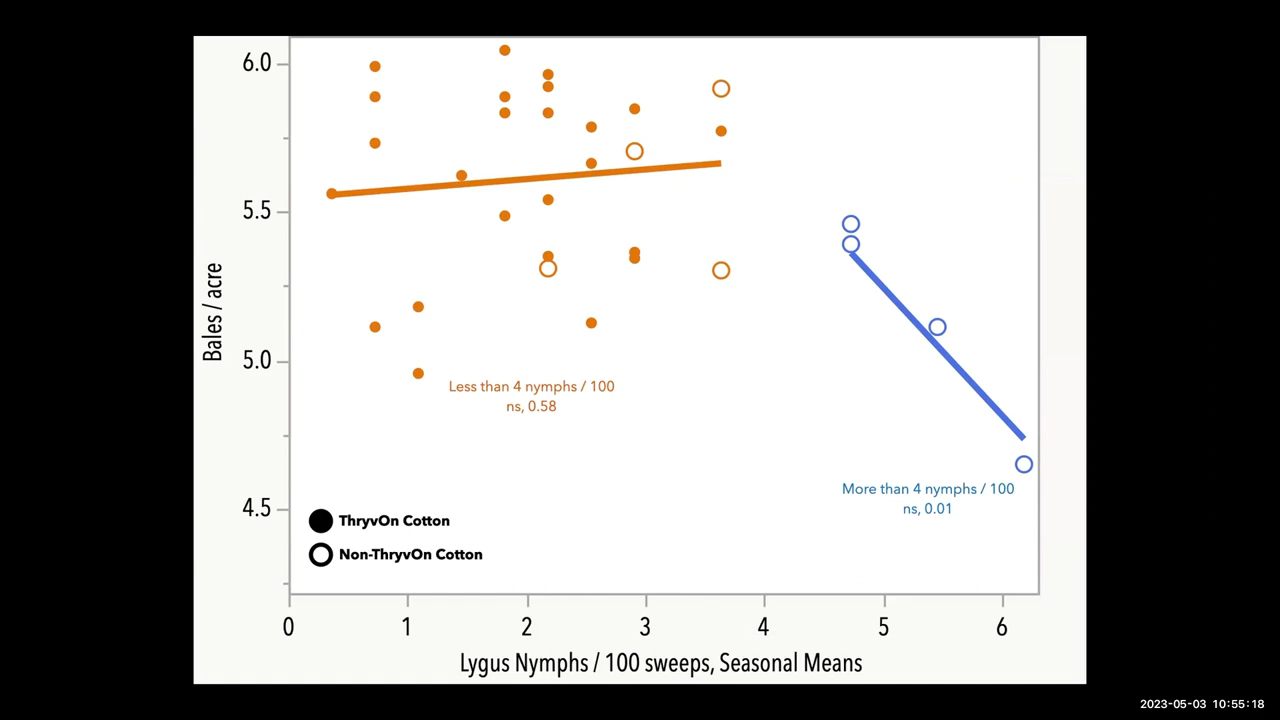 6.0
5.5
5.0
4.5
Bales / acre
Less than 4 nymphs / 100
ns, 0.58
More than 4 nymphs / 100
ns, 0.01
ThryvOn Cotton
Non-ThryvOn Cotton
0 1 2 3 4 5 6
Lygus Nymphs / 100 sweeps, Seasonal Means
2023-05-03 10:55:18